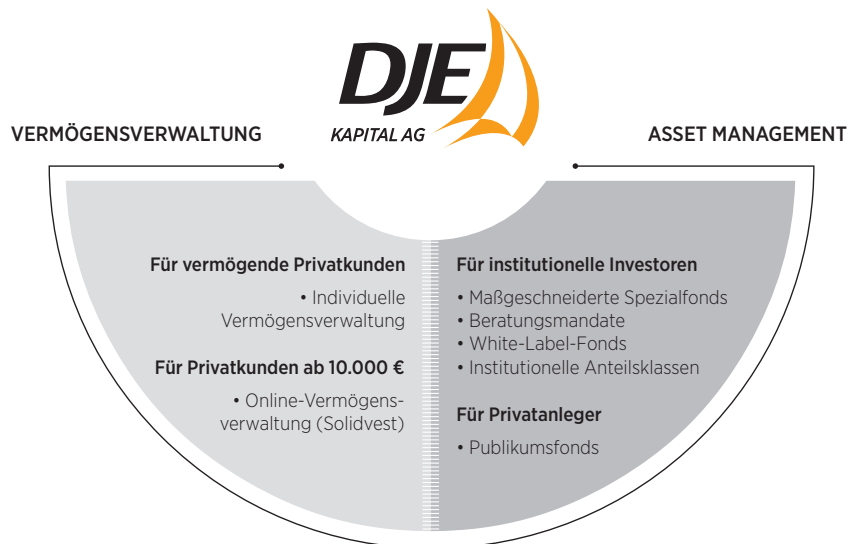 DJE
KAPITAL AG
VERMÖGENSVERWALTUNG
ASSET MANAGEMENT
Für vermögende Privatkunden
• Individuelle
Vermögensverwaltung
Für Privatkunden ab 10.000 €
• Online-Vermögens-
verwaltung (Solidvest)
Für institutionelle Investoren
• Maßgeschneiderte Spezialfonds
• Beratungsmandate
• White-Label-Fonds
• Institutionelle Anteilsklassen
Für Privatanleger
• Publikumsfonds